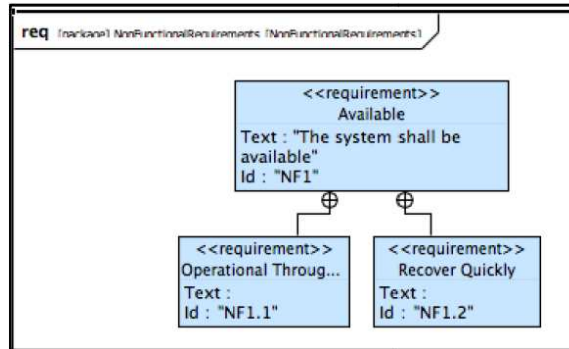 req [package] NonFunctionalRequirements [NonFunctionalRequirements]
<<requirement>>
Available
Text : "The system shall be
available"
Id : "NF1"
<<requirement>> <<requirement>>
Operational Throug... Recover Quickly
Text : Text :
Id : "NF1.1" Id : "NF1.2"